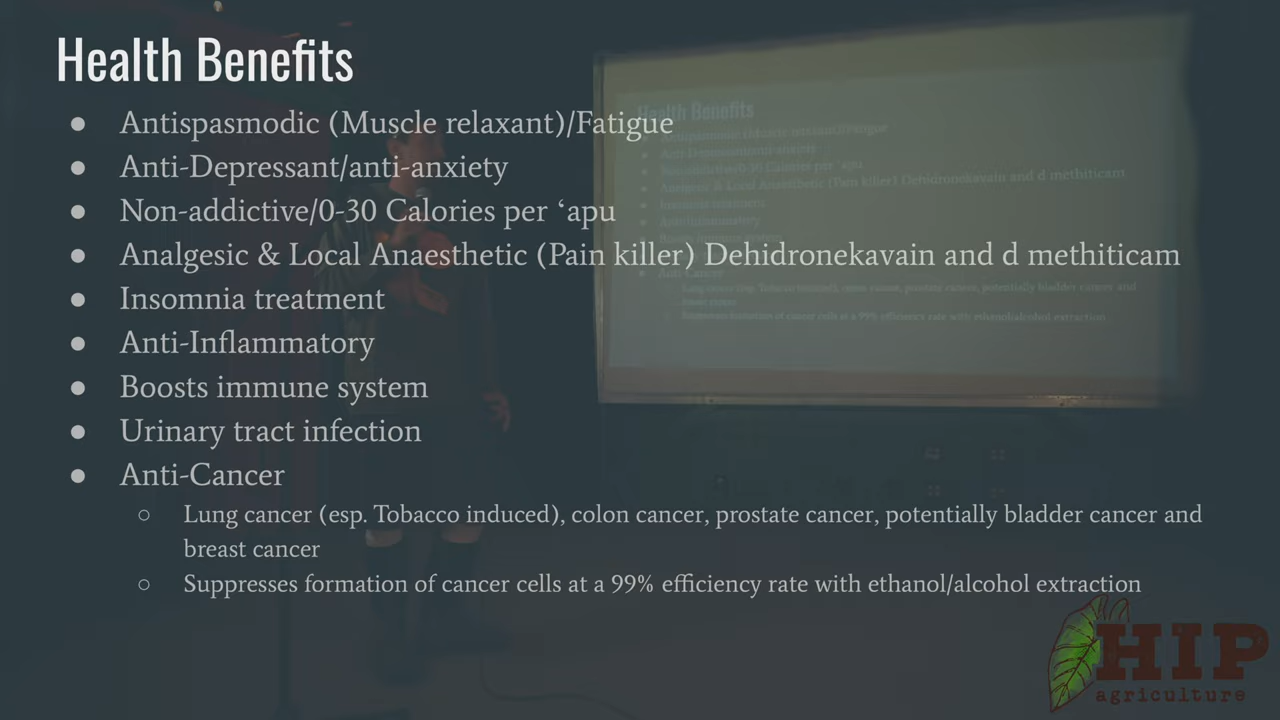 Health Benefits
● Antispasmodic (Muscle relaxant)/Fatigue
● Anti-Depressant/anti-anxiety
● Non-addictive/0-30 Calories per ‘apu
● Analgesic & Local Anaesthetic (Pain killer) Dehidronekavain and d methiticam
● Insomnia treatment
● Anti-Inflammatory
● Boosts immune system
● Urinary tract infection
● Anti-Cancer
○ Lung cancer (esp. Tobacco induced), colon cancer, prostate cancer, potentially bladder cancer and
breast cancer
○ Suppresses formation of cancer cells at a 99% efficiency rate with ethanol/alcohol extraction
HIP
agriculture